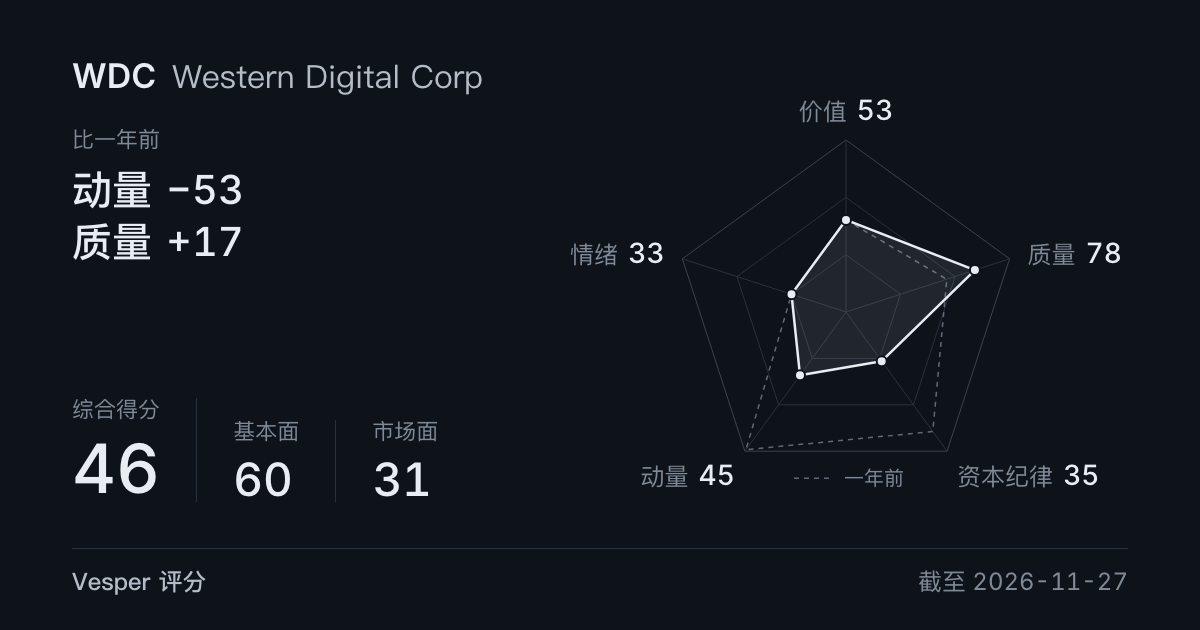 WDC Western Digital Corp
比一年前
动量 −53
质量 +17
价值 53
情绪 33
质量 78
动量 45
一年前
资本纪律 35
综合得分
46
基本面
60
市场面
31
Vesper 评分
截至 2026-11-27